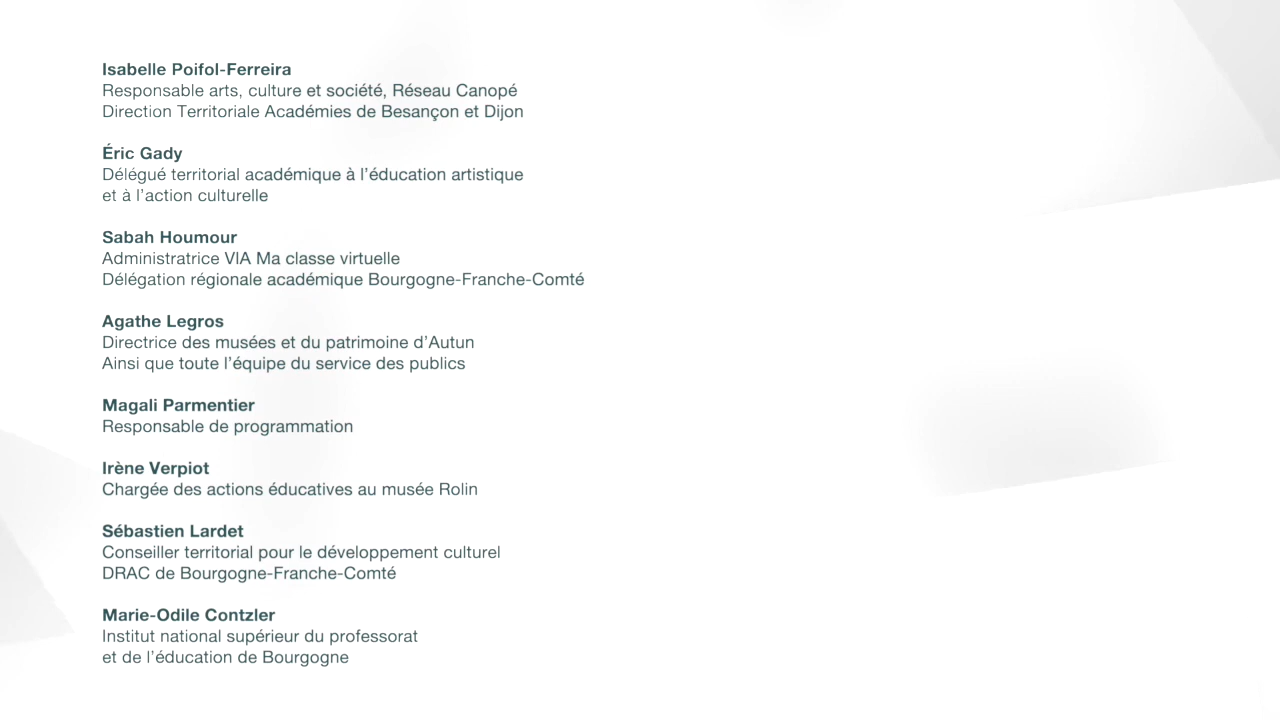 Isabelle Poifol-Ferreira
Responsable arts, culture et société, Réseau Canopé
Direction Territoriale Académies de Besançon et Dijon
Éric Gady
Délégué territorial académique à l'éducation artistique
et à l'action culturelle
Sabah Houmour
Administratrice VIA Ma classe virtuelle
Délégation régionale académique Bourgogne-Franche-Comté
Agathe Legros
Directrice des musées et du patrimoine d'Autun
Ainsi que toute l'équipe du service des publics
Magali Parmentier
Responsable de programmation
Irène Verpiot
Chargée des actions éducatives au musée Rolin
Sébastien Lardet
Conseiller territorial pour le développement culturel
DRAC de Bourgogne-Franche-Comté
Marie-Odile Contzler
Institut national supérieur du professorat
et de l'éducation de Bourgogne